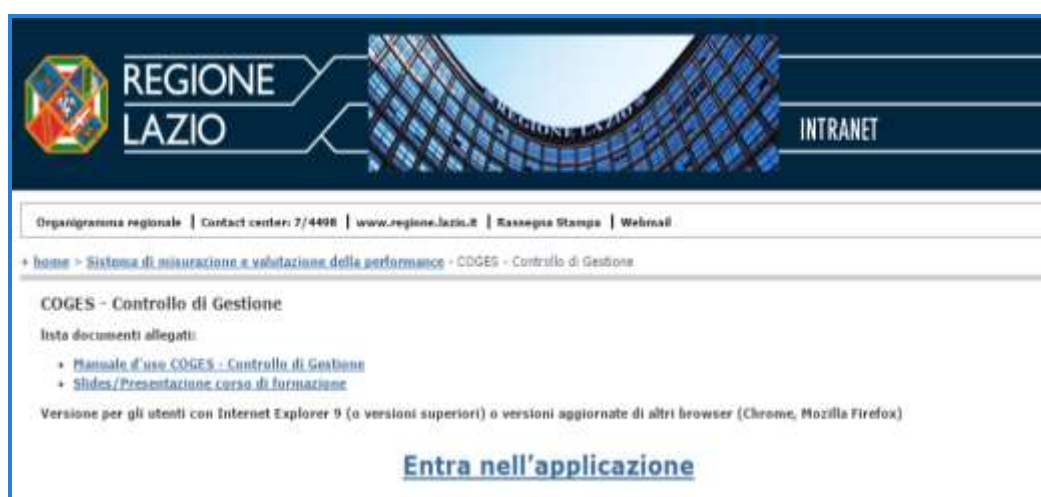 REGIONE
LAZIO
REGIONE LAZIO
INTRANET
Organigramma regionale | Contact center: 7/4498 | www.regione.lazio.it | Rassegna Stampa | Webmail
home > Sistema di misurazione e valutazione della performance - COGES - Controllo di Gestione
COGES - Controllo di Gestione
lista documenti allegati:
Manuale d'uso COGES - Controllo di Gestione
Slides/Presentazione corso di formazione
Versione per gli utenti con Internet Explorer 9 (o versioni superiori) o versioni aggiornate di altri browser (Chrome, Mozilla Firefox)
Entra nell'applicazione